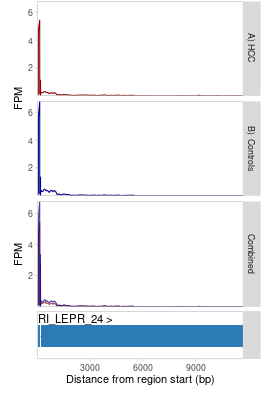 6
4
2
FPM
A) HCC
6
4
2
B) Controls
6
4
2
FPM
Combined
RI_LEPR_24 >
3000 6000 9000
Distance from region start (bp)